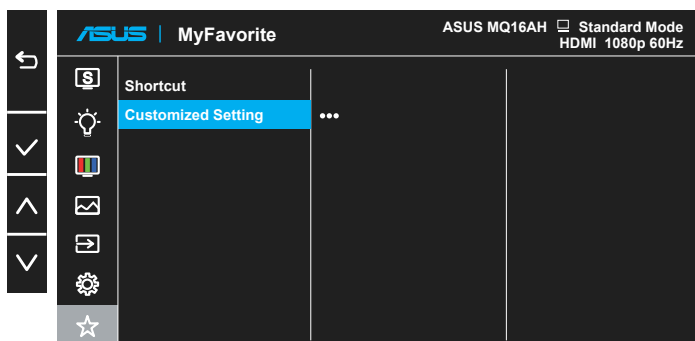 ASUS | MyFavorite
ASUS MQ16AH Standard Mode
HDMI 1080p 60Hz
S
Shortcut
Customized Setting •••